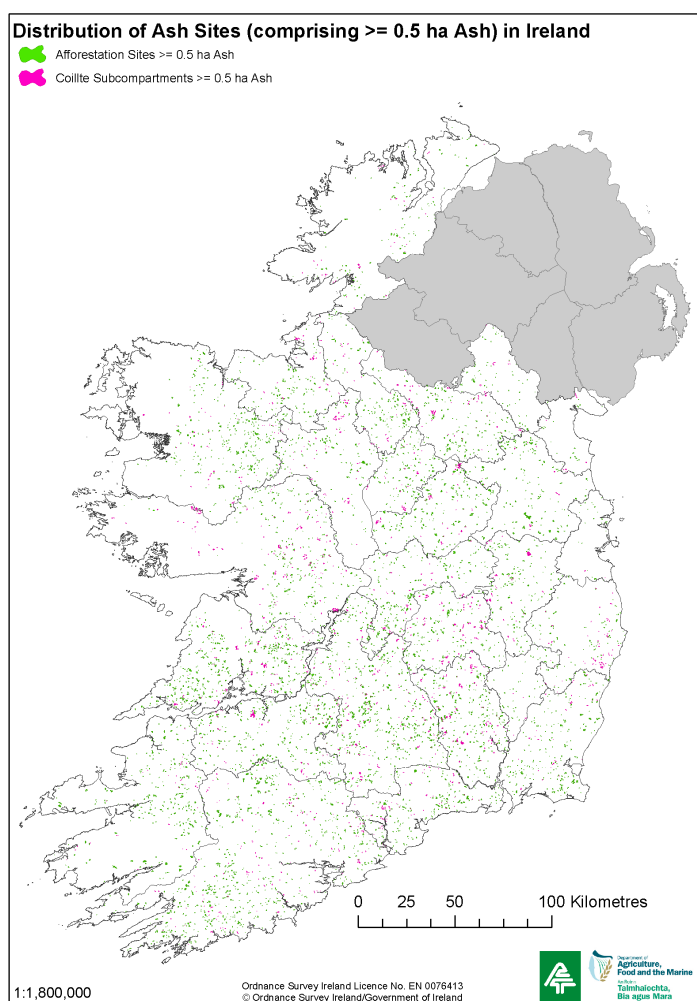 Distribution of Ash Sites (comprising >= 0.5 ha Ash) in Ireland
Afforestation Sites >= 0.5 ha Ash
Coillte Subcompartments >= 0.5 ha Ash
0 25 50 100 Kilometres
1:1,800,000
Ordnance Survey Ireland Licence No. EN 0076413
© Ordnance Survey Ireland/Government of Ireland
Department of
Agriculture,
Food and the Marine
An Roinn
Talmhaíochta,
Bia agus Mara